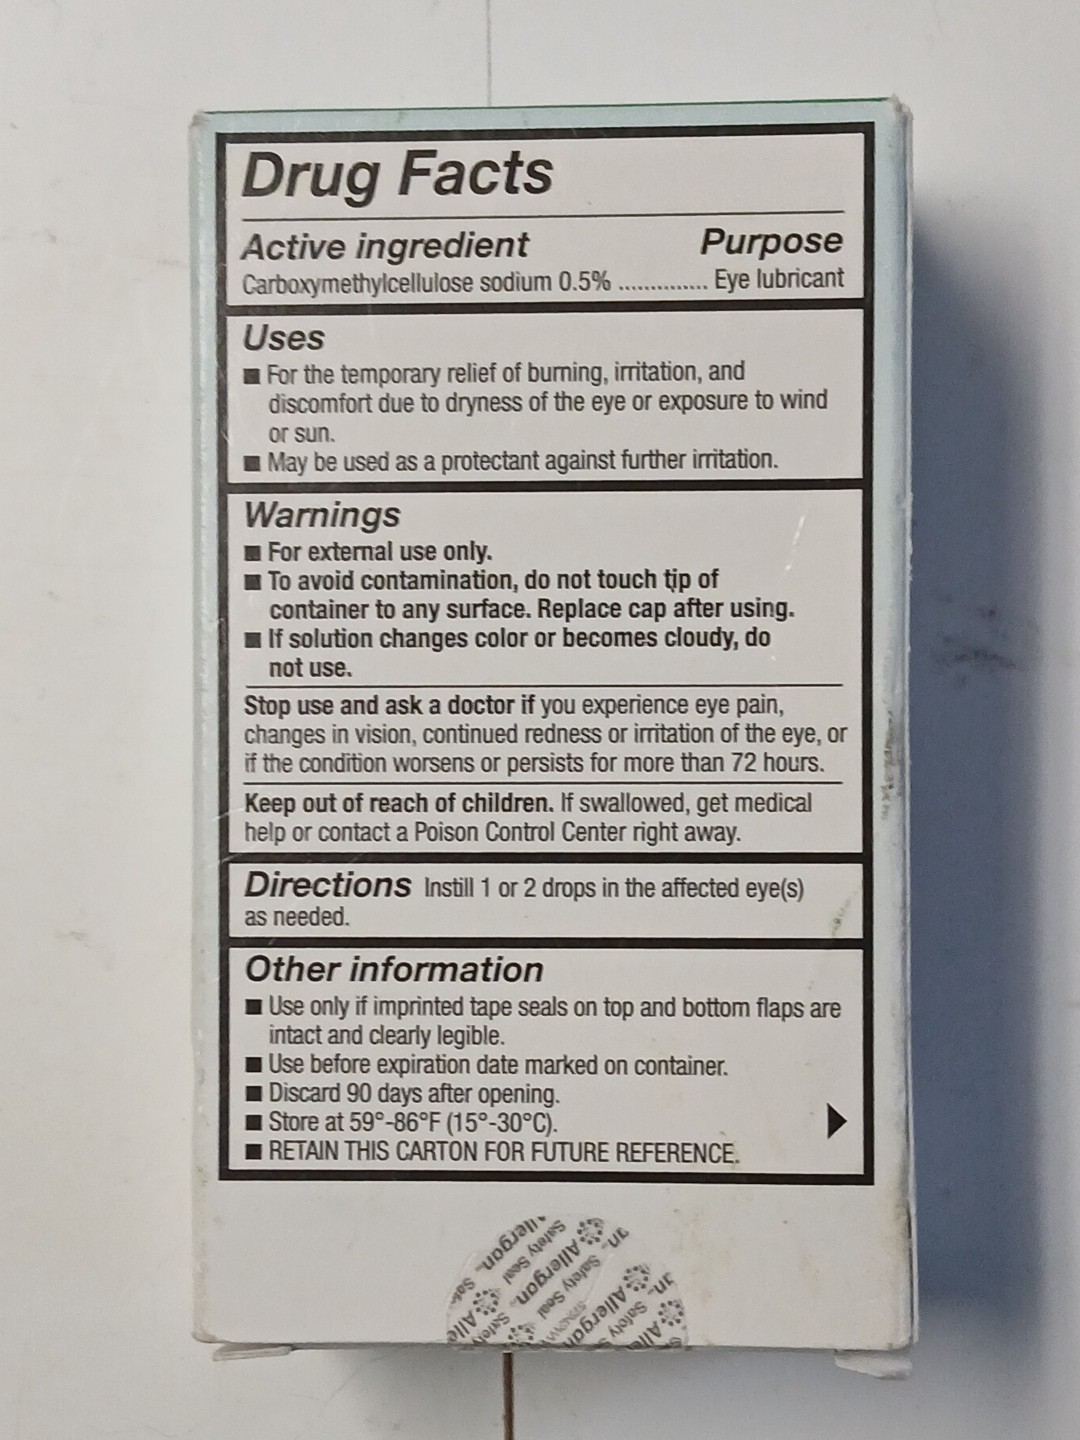 Drug Facts
Active ingredient Purpose
Carboxymethylcellulose sodium 0.5% .............. Eye lubricant
Uses
■ For the temporary relief of burning, irritation, and
discomfort due to dryness of the eye or exposure to wind
or sun.
■ May be used as a protectant against further irritation.
Warnings
■ For external use only.
■ To avoid contamination, do not touch tip of
container to any surface. Replace cap after using.
■ If solution changes color or becomes cloudy, do
not use.
Stop use and ask a doctor if you experience eye pain,
changes in vision, continued redness or irritation of the eye, or
if the condition worsens or persists for more than 72 hours.
Keep out of reach of children. If swallowed, get medical
help or contact a Poison Control Center right away.
Directions Instill 1 or 2 drops in the affected eye(s)
as needed.
Other information
■ Use only if imprinted tape seals on top and bottom flaps are
intact and clearly legible.
■ Use before expiration date marked on container.
■ Discard 90 days after opening.
■ Store at 59°-86°F (15°-30°C).
■ RETAIN THIS CARTON FOR FUTURE REFERENCE.
Allergan
Safety Seal
Allergan
Safety Seal
Allergan